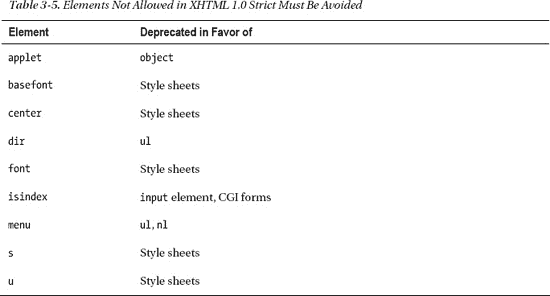 Table 3-5. Elements Not Allowed in XHTML 1.0 Strict Must Be Avoided
Element Deprecated in Favor of
applet object
basefont Style sheets
center Style sheets
dir ul
font Style sheets
isindex input element, CGI forms
menu ul, nl
s Style sheets
u Style sheets